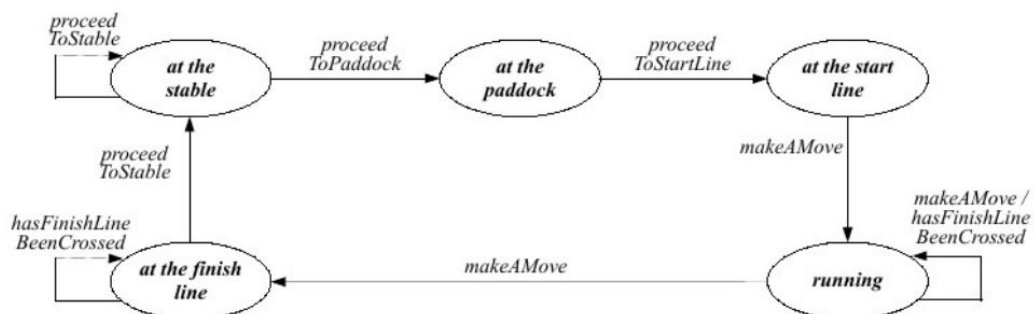 proceed
ToStable
at the
stable
proceed
ToPaddock
at the
paddock
proceed
ToStartLine
at the start
line
makeAMove
proceed
ToStable
hasFinishLine
BeenCrossed
at the finish
line
makeAMove
running
makeAMove /
hasFinishLine
BeenCrossed